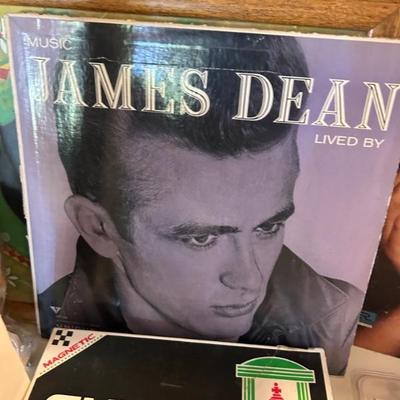 MUSIC
JAMES DEAN
LIVED BY
MAGNETIC